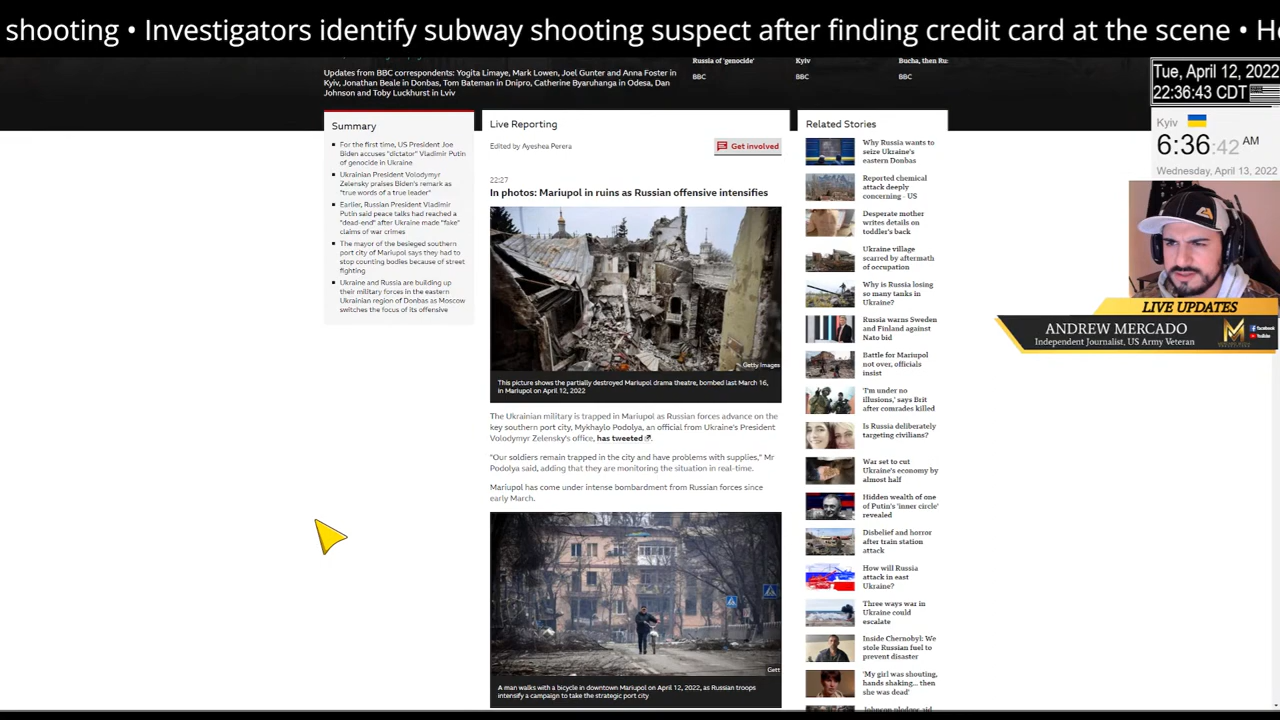 shooting • Investigators identify subway shooting suspect after finding credit card at the scene •
Updates from BBC correspondents: Yogita Limaye, Mark Lowen, Joel Gunter and Anna Foster in
Kyiv, Jonathan Beale in Donbas, Tom Bateman in Dnipro, Catherine Byaruhanga in Odesa, Dan
Johnson and Toby Luckhurst in Lviv
Russia of 'genocide'
BBC
Kyiv
BBC
Bucha, then Ru
BBC
Tue, April 12, 2022
22:36:43 CDT
Kyiv
6:36:42 AM
Wednesday, April 13, 2022
LIVE UPDATES
ANDREW MERCADO
Independent Journalist, US Army Veteran
facebook
YouTube
Summary
For the first time, US President Joe
Biden accuses "dictator" Vladimir Putin
of genocide in Ukraine
Ukrainian President Volodymyr
Zelensky praises Biden's remark as
"true words of a true leader"
Earlier, Russian President Vladimir
Putin said peace talks had reached a
"dead-end" after Ukraine made "fake"
claims of war crimes
The mayor of the besieged southern
port city of Mariupol says they had to
stop counting bodies because of street
fighting
Ukraine and Russia are building up
their military forces in the eastern
Ukrainian region of Donbas as Moscow
switches the focus of its offensive
Live Reporting
Edited by Ayeshea Perera
Get involved
22:27
In photos: Mariupol in ruins as Russian offensive intensifies
Getty Images
This picture shows the partially destroyed Mariupol drama theatre, bombed last March 16,
in Mariupol on April 12, 2022
The Ukrainian military is trapped in Mariupol as Russian forces advance on the
key southern port city, Mykhaylo Podolya, an official from Ukraine's President
Volodymyr Zelensky's office, has tweeted.
"Our soldiers remain trapped in the city and have problems with supplies," Mr
Podolya said, adding that they are monitoring the situation in real-time.
Mariupol has come under intense bombardment from Russian forces since
early March.
Gett
A man walks with a bicycle in downtown Mariupol on April 12, 2022, as Russian troops
intensify a campaign to take the strategic port city
Related Stories
Why Russia wants to
seize Ukraine's
eastern Donbas
Reported chemical
attack deeply
concerning - US
Desperate mother
writes details on
toddler's back
Ukraine village
scarred by aftermath
of occupation
Why is Russia losing
so many tanks in
Ukraine?
Russia warns Sweden
and Finland against
Nato bid
Battle for Mariupol
not over, officials
insist
'I'm under no
illusions,' says Brit
after comrades killed
Is Russia deliberately
targeting civilians?
War set to cut
Ukraine's economy by
almost half
Hidden wealth of one
of Putin's 'inner circle'
revealed
Disbelief and horror
after train station
attack
How will Russia
attack in east
Ukraine?
Three ways war in
Ukraine could
escalate
Inside Chernobyl: We
stole Russian fuel to
prevent disaster
'My girl was shouting,
hands shaking... then
she was dead'
Johnson pledges aid